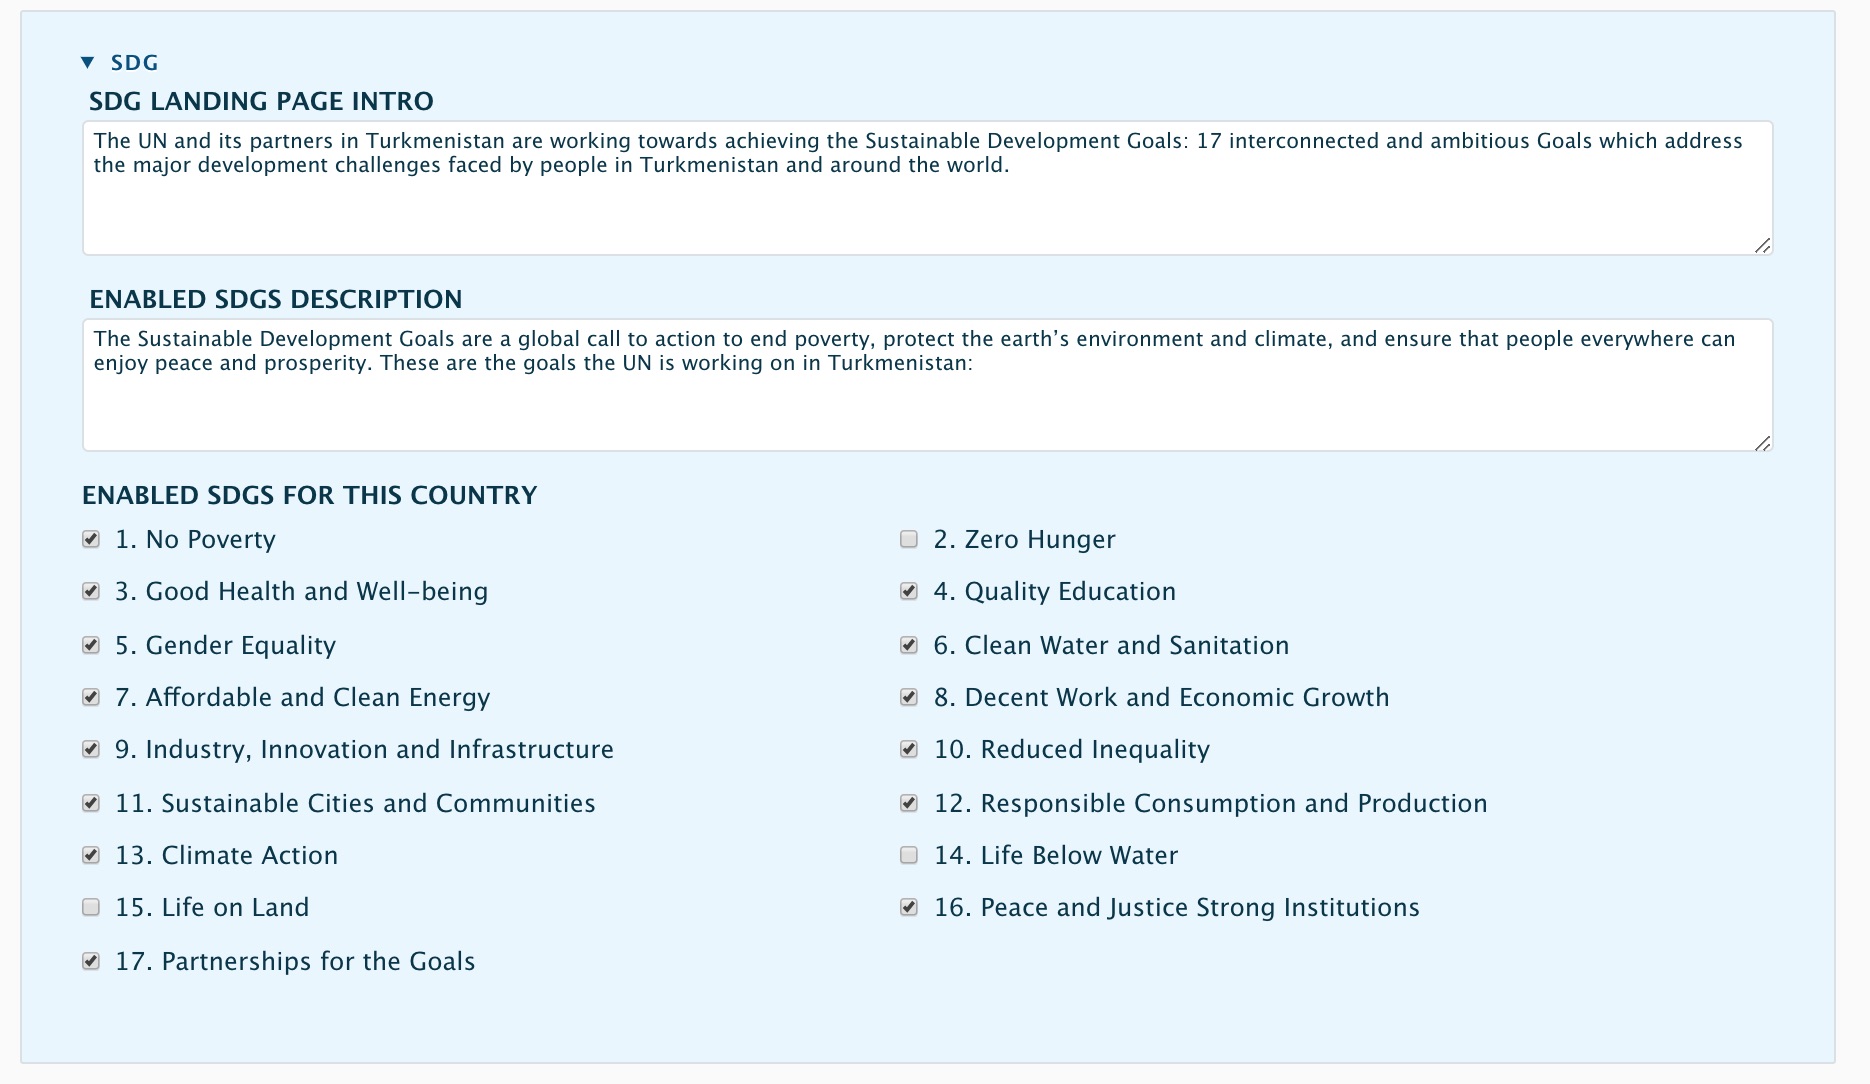 SDG
SDG LANDING PAGE INTRO
The UN and its partners in Turkmenistan are working towards achieving the Sustainable Development Goals: 17 interconnected and ambitious Goals which address
the major development challenges faced by people in Turkmenistan and around the world.
ENABLED SDGS DESCRIPTION
The Sustainable Development Goals are a global call to action to end poverty, protect the earth’s environment and climate, and ensure that people everywhere can
enjoy peace and prosperity. These are the goals the UN is working on in Turkmenistan:
ENABLED SDGS FOR THIS COUNTRY
1. No Poverty
2. Zero Hunger
3. Good Health and Well-being
4. Quality Education
5. Gender Equality
6. Clean Water and Sanitation
7. Affordable and Clean Energy
8. Decent Work and Economic Growth
9. Industry, Innovation and Infrastructure
10. Reduced Inequality
11. Sustainable Cities and Communities
12. Responsible Consumption and Production
13. Climate Action
14. Life Below Water
15. Life on Land
16. Peace and Justice Strong Institutions
17. Partnerships for the Goals